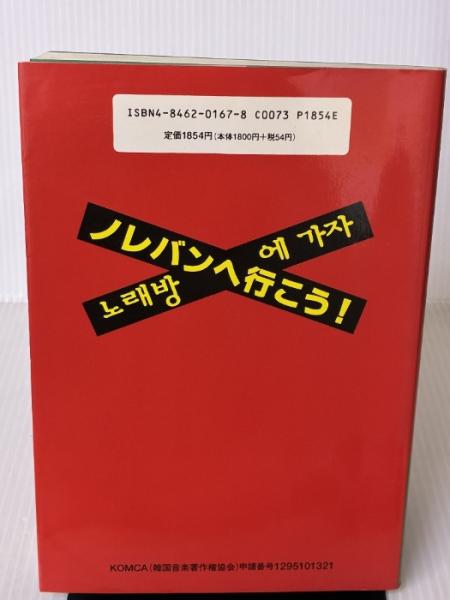 ISBN4-8462-0167-8 C0073 P1854E
定価1854円(本体1800円+税54円)
ノレバンへ行こう!
노래방에 가자
KOMCA(韓国音楽著作権協会)申請番号1295101321